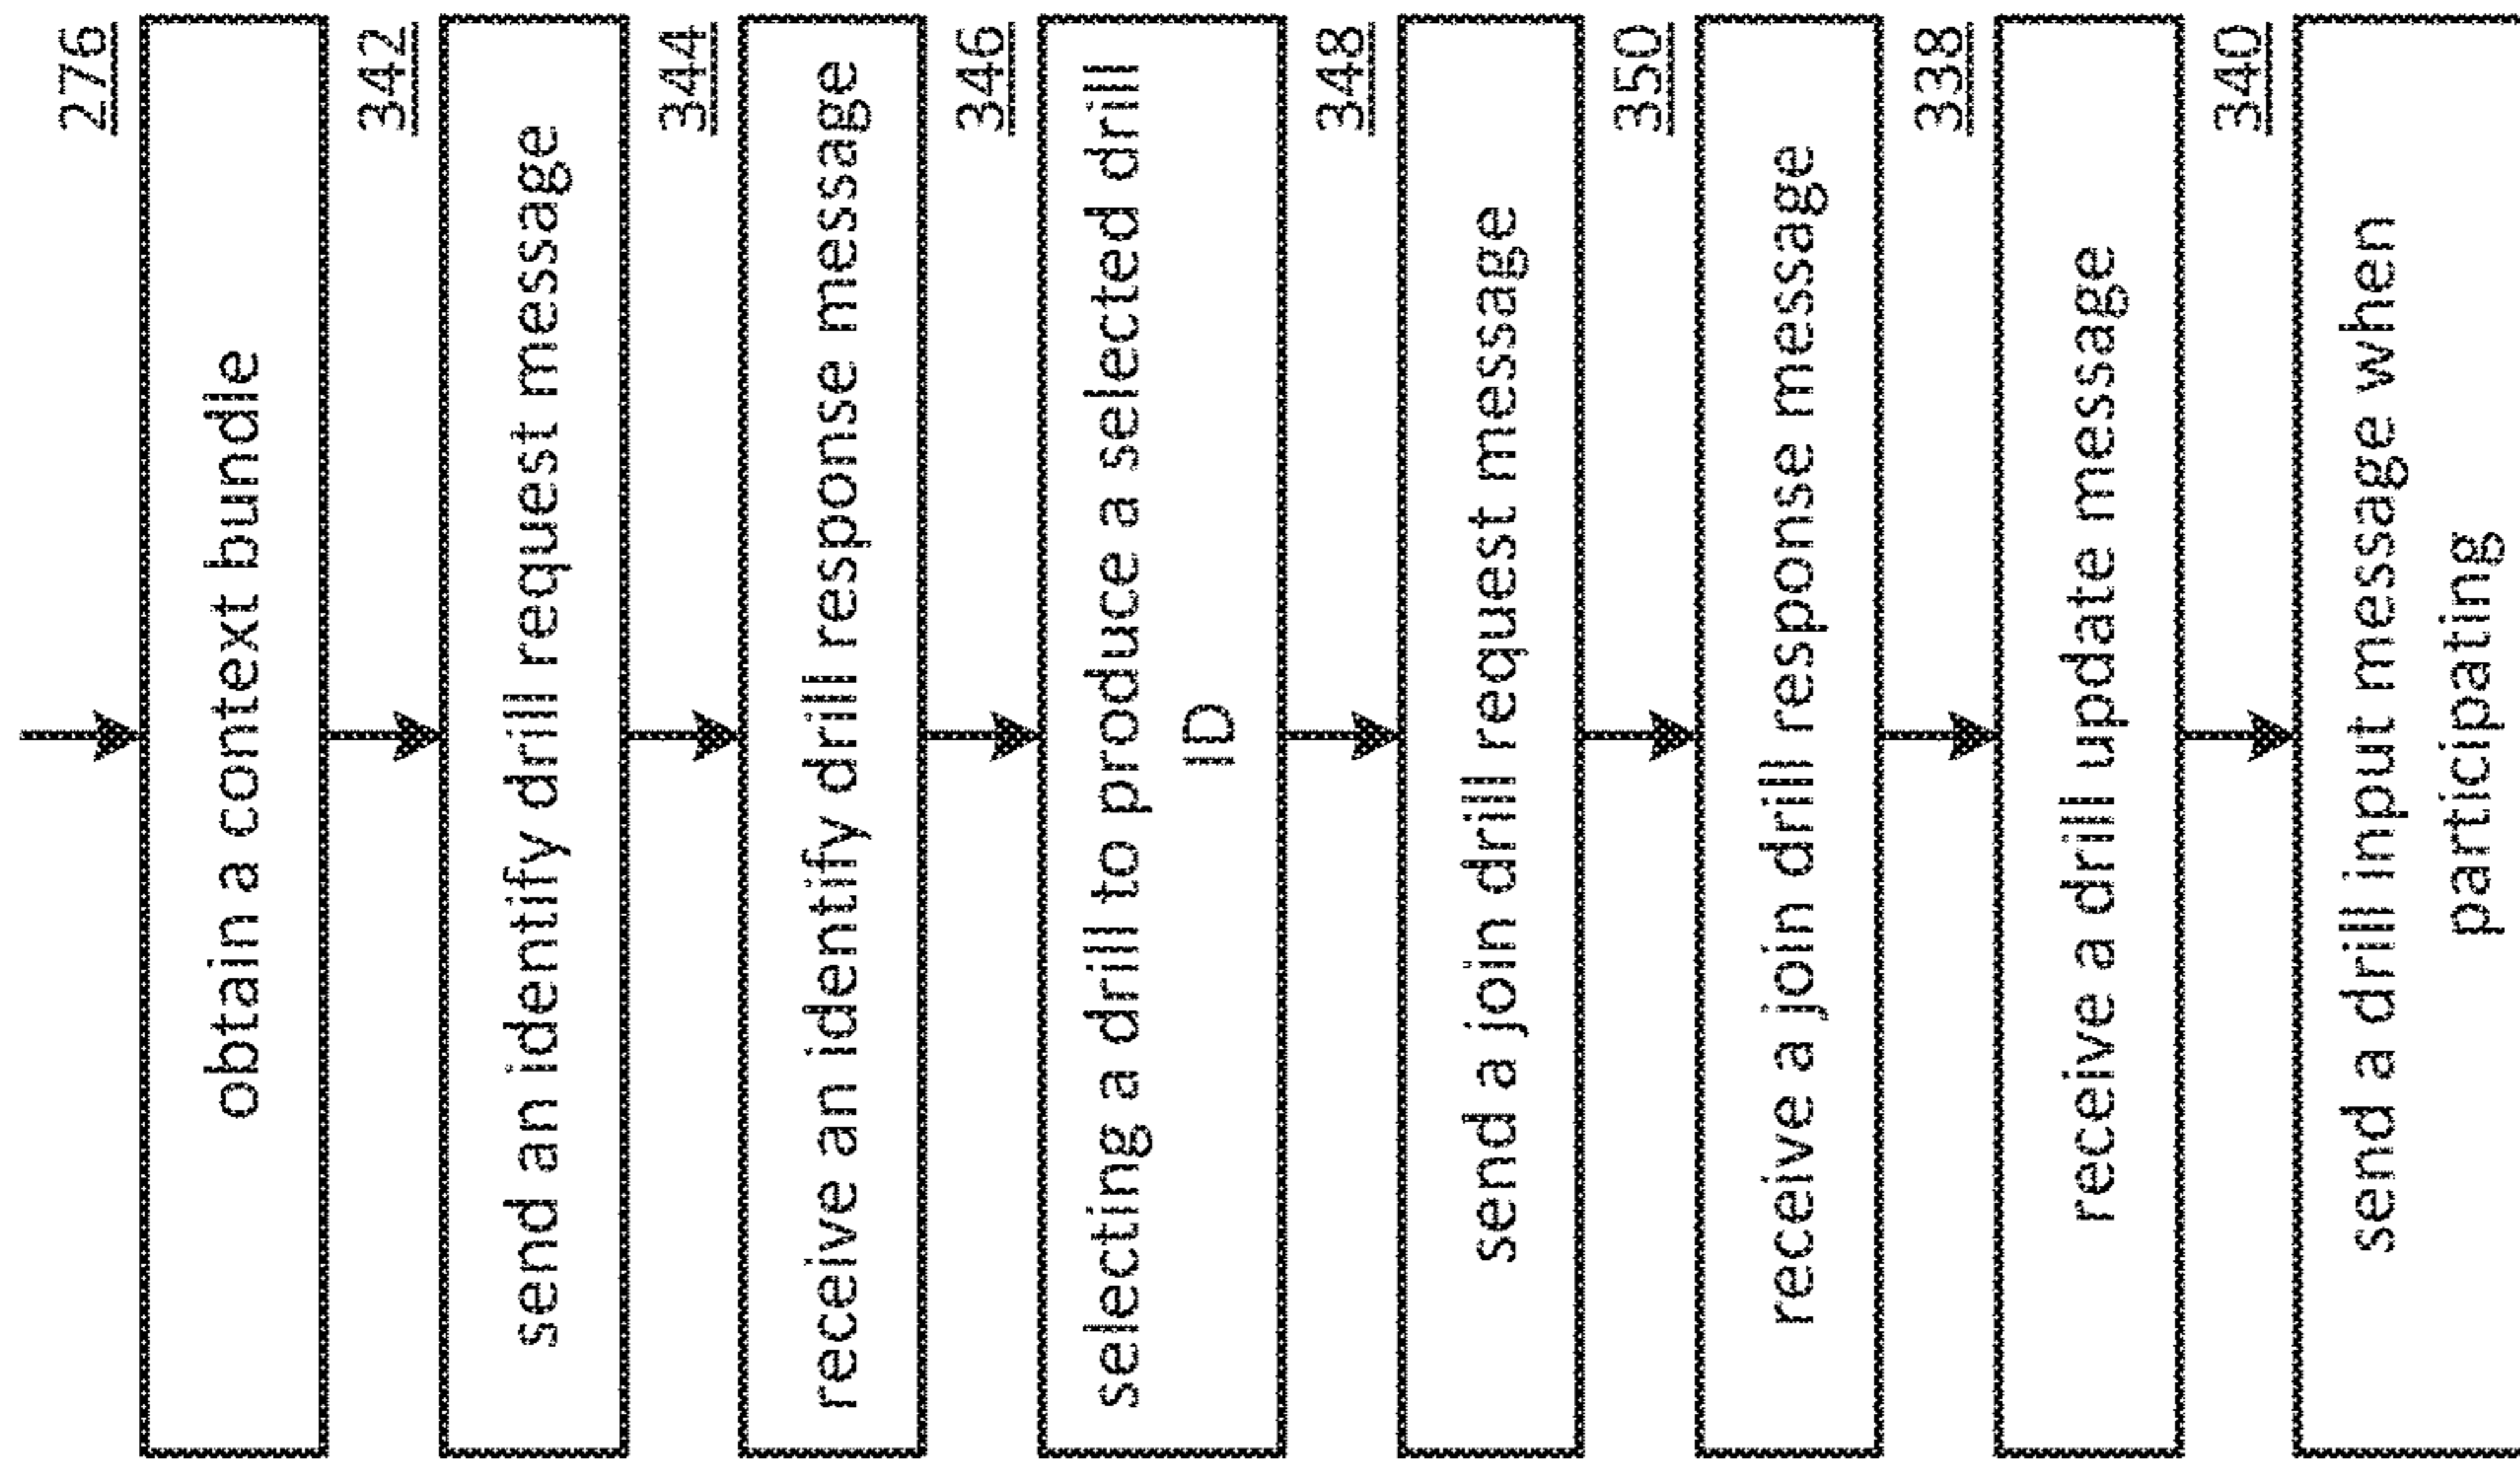 276
obtain a context bundle
342
send an identify drill request message
344
receive an identify drill response message
346
selecting a drill to produce a selected drill
ID
348
send a join drill request message
350
receive a join drill response message
338
receive a drill update message
340
send a drill input message when
participating